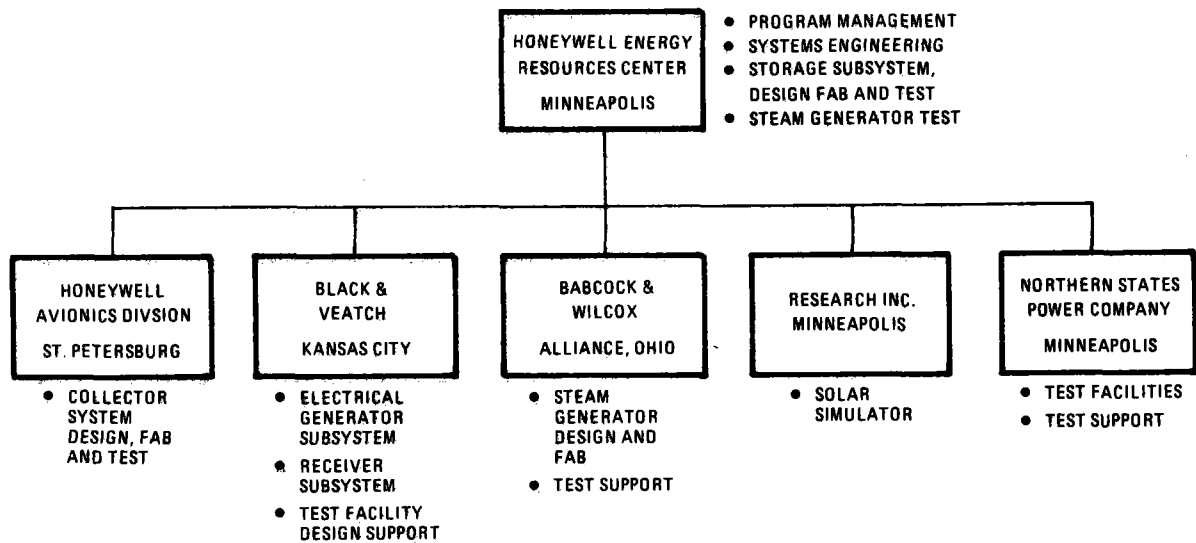 HONEYWELL ENERGY
RESOURCES CENTER
MINNEAPOLIS
• PROGRAM MANAGEMENT
• SYSTEMS ENGINEERING
• STORAGE SUBSYSTEM,
DESIGN FAB AND TEST
• STEAM GENERATOR TEST
HONEYWELL
AVIONICS DIVSION
ST. PETERSBURG
• COLLECTOR
SYSTEM
DESIGN, FAB
AND TEST
BLACK &
VEATCH
KANSAS CITY
• ELECTRICAL
GENERATOR
SUBSYSTEM
• RECEIVER
SUBSYSTEM
• TEST FACILITY
DESIGN SUPPORT
BABCOCK &
WILCOX
ALLIANCE, OHIO
• STEAM
GENERATOR
DESIGN AND
FAB
• TEST SUPPORT
RESEARCH INC.
MINNEAPOLIS
• SOLAR
SIMULATOR
NORTHERN STATES
POWER COMPANY
MINNEAPOLIS
• TEST FACILITIES
• TEST SUPPORT